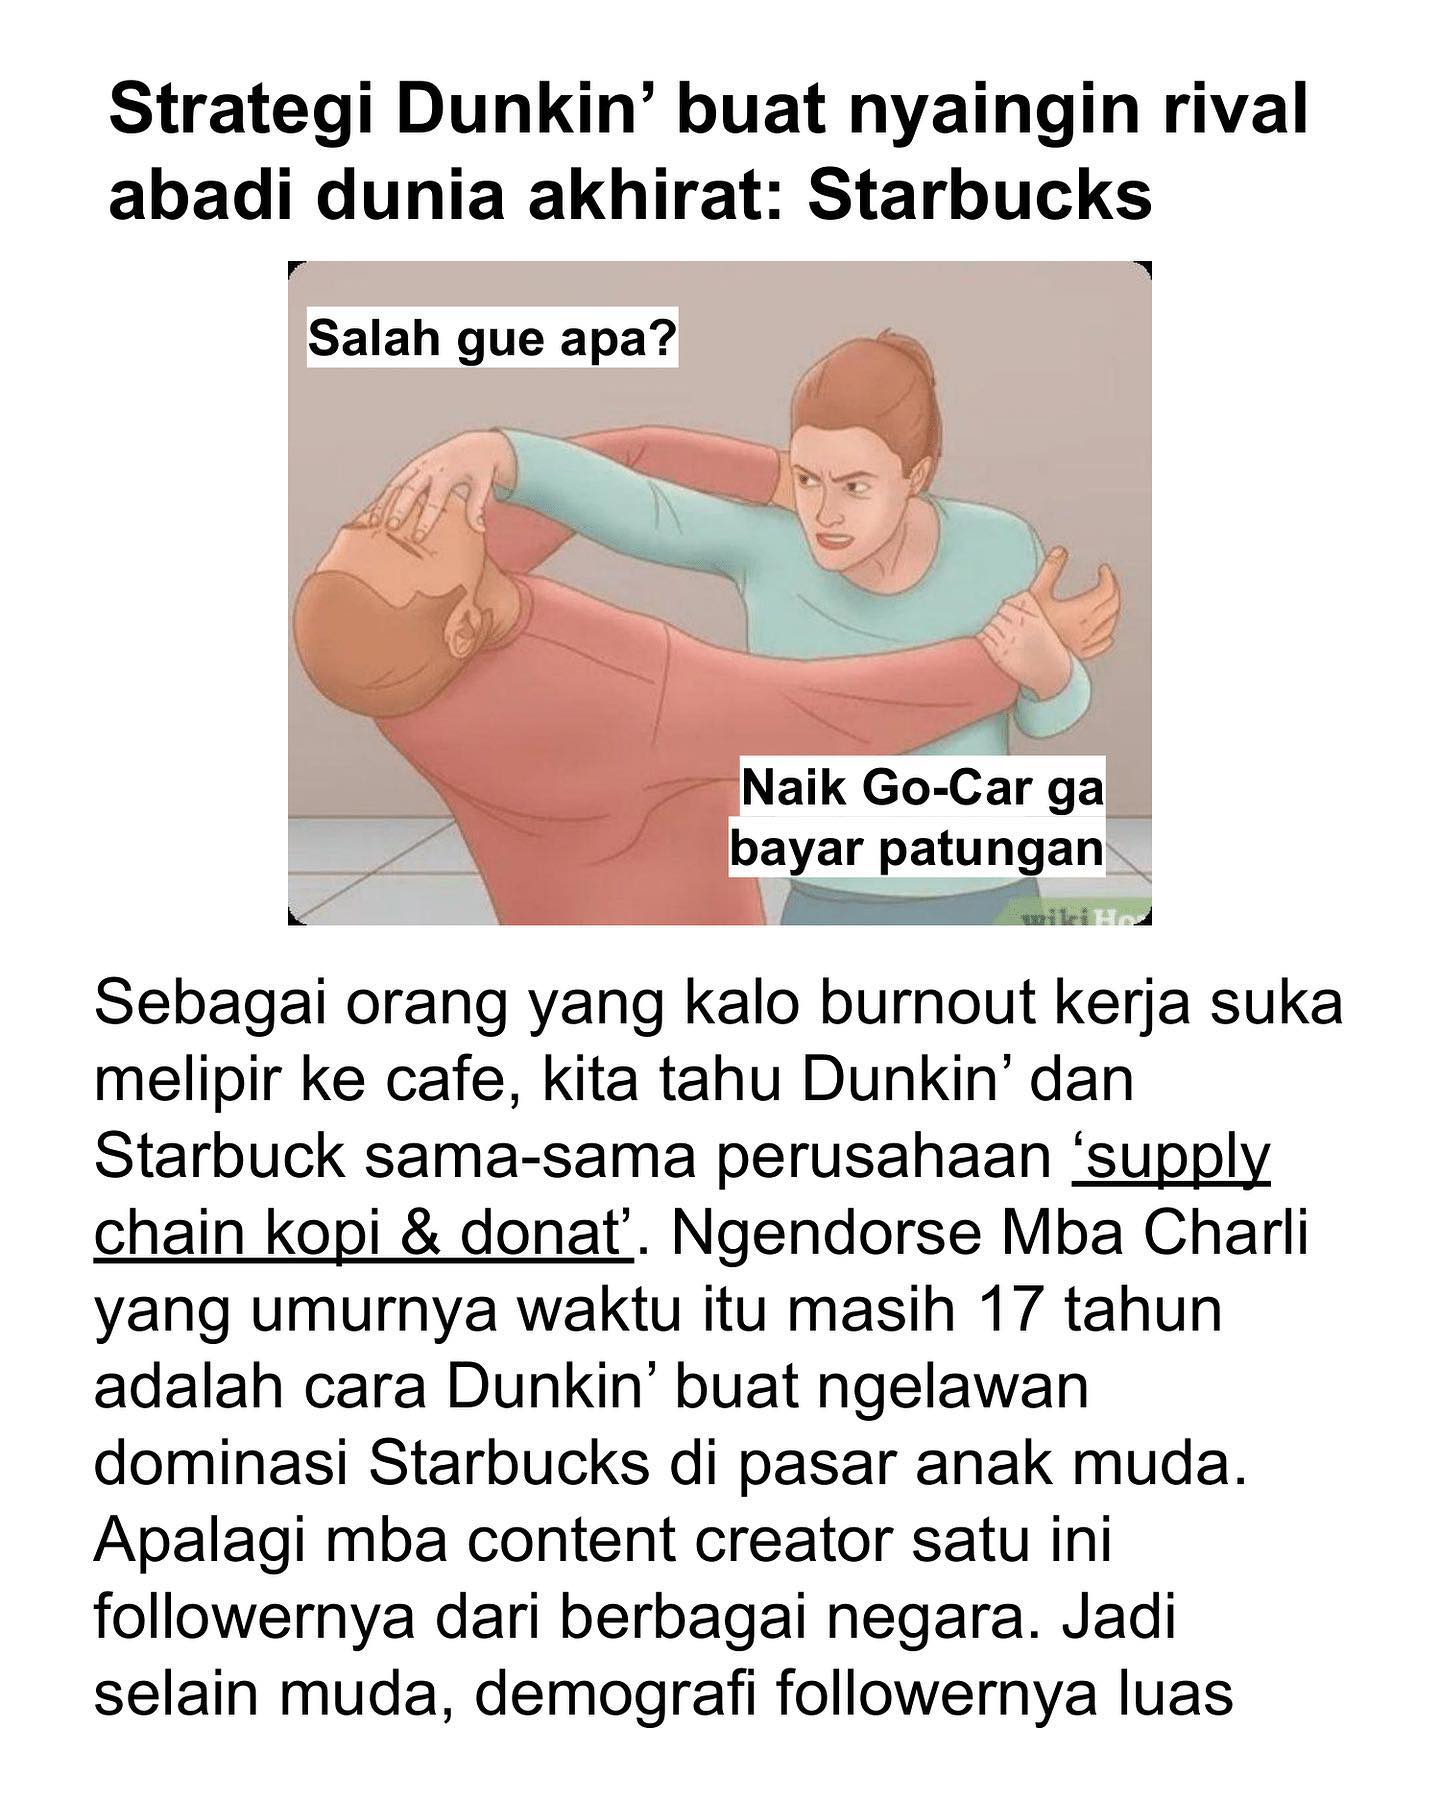 Strategi Dunkin’ buat nyaingin rival
abadi dunia akhirat: Starbucks
Salah gue apa?
Naik Go-Car ga
bayar patungan
Sebagai orang yang kalo burnout kerja suka
melipir ke cafe, kita tahu Dunkin’ dan
Starbuck sama-sama perusahaan ‘supply
chain kopi & donat’. Ngendorse Mba Charli
yang umurnya waktu itu masih 17 tahun
adalah cara Dunkin’ buat ngelawan
dominasi Starbucks di pasar anak muda.
Apalagi mba content creator satu ini
followernya dari berbagai negara. Jadi
selain muda, demografi followernya luas